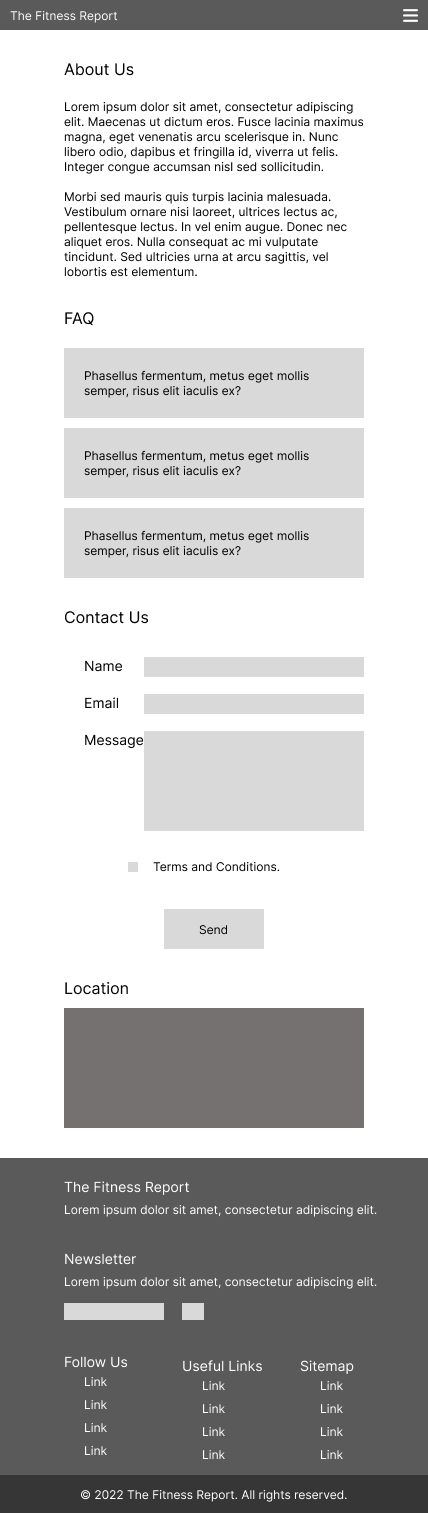 The Fitness Report
About Us
Lorem ipsum dolor sit amet, consectetur adipiscing
elit. Maecenas ut dictum eros. Fusce lacinia maximus
magna, eget venenatis arcu scelerisque in. Nunc
libero odio, dapibus et fringilla id, viverra ut felis.
Integer congue accumsan nisl sed sollicitudin.
Morbi sed mauris quis turpis lacinia malesuada.
Vestibulum ornare nisi laoreet, ultrices lectus ac,
pellentesque lectus. In vel enim augue. Donec nec
aliquet eros. Nulla consequat ac mi vulputate
tincidunt. Sed ultricies urna at arcu sagittis, vel
lobortis est elementum.
FAQ
Phasellus fermentum, metus eget mollis
semper, risus elit iaculis ex?
Phasellus fermentum, metus eget mollis
semper, risus elit iaculis ex?
Phasellus fermentum, metus eget mollis
semper, risus elit iaculis ex?
Contact Us
Name
Email
Message
Terms and Conditions.
Send
Location
The Fitness Report
Lorem ipsum dolor sit amet, consectetur adipiscing elit.
Newsletter
Lorem ipsum dolor sit amet, consectetur adipiscing elit.
Follow Us
Link
Link
Link
Link
Useful Links
Link
Link
Link
Link
Sitemap
Link
Link
Link
Link
© 2022 The Fitness Report. All rights reserved.